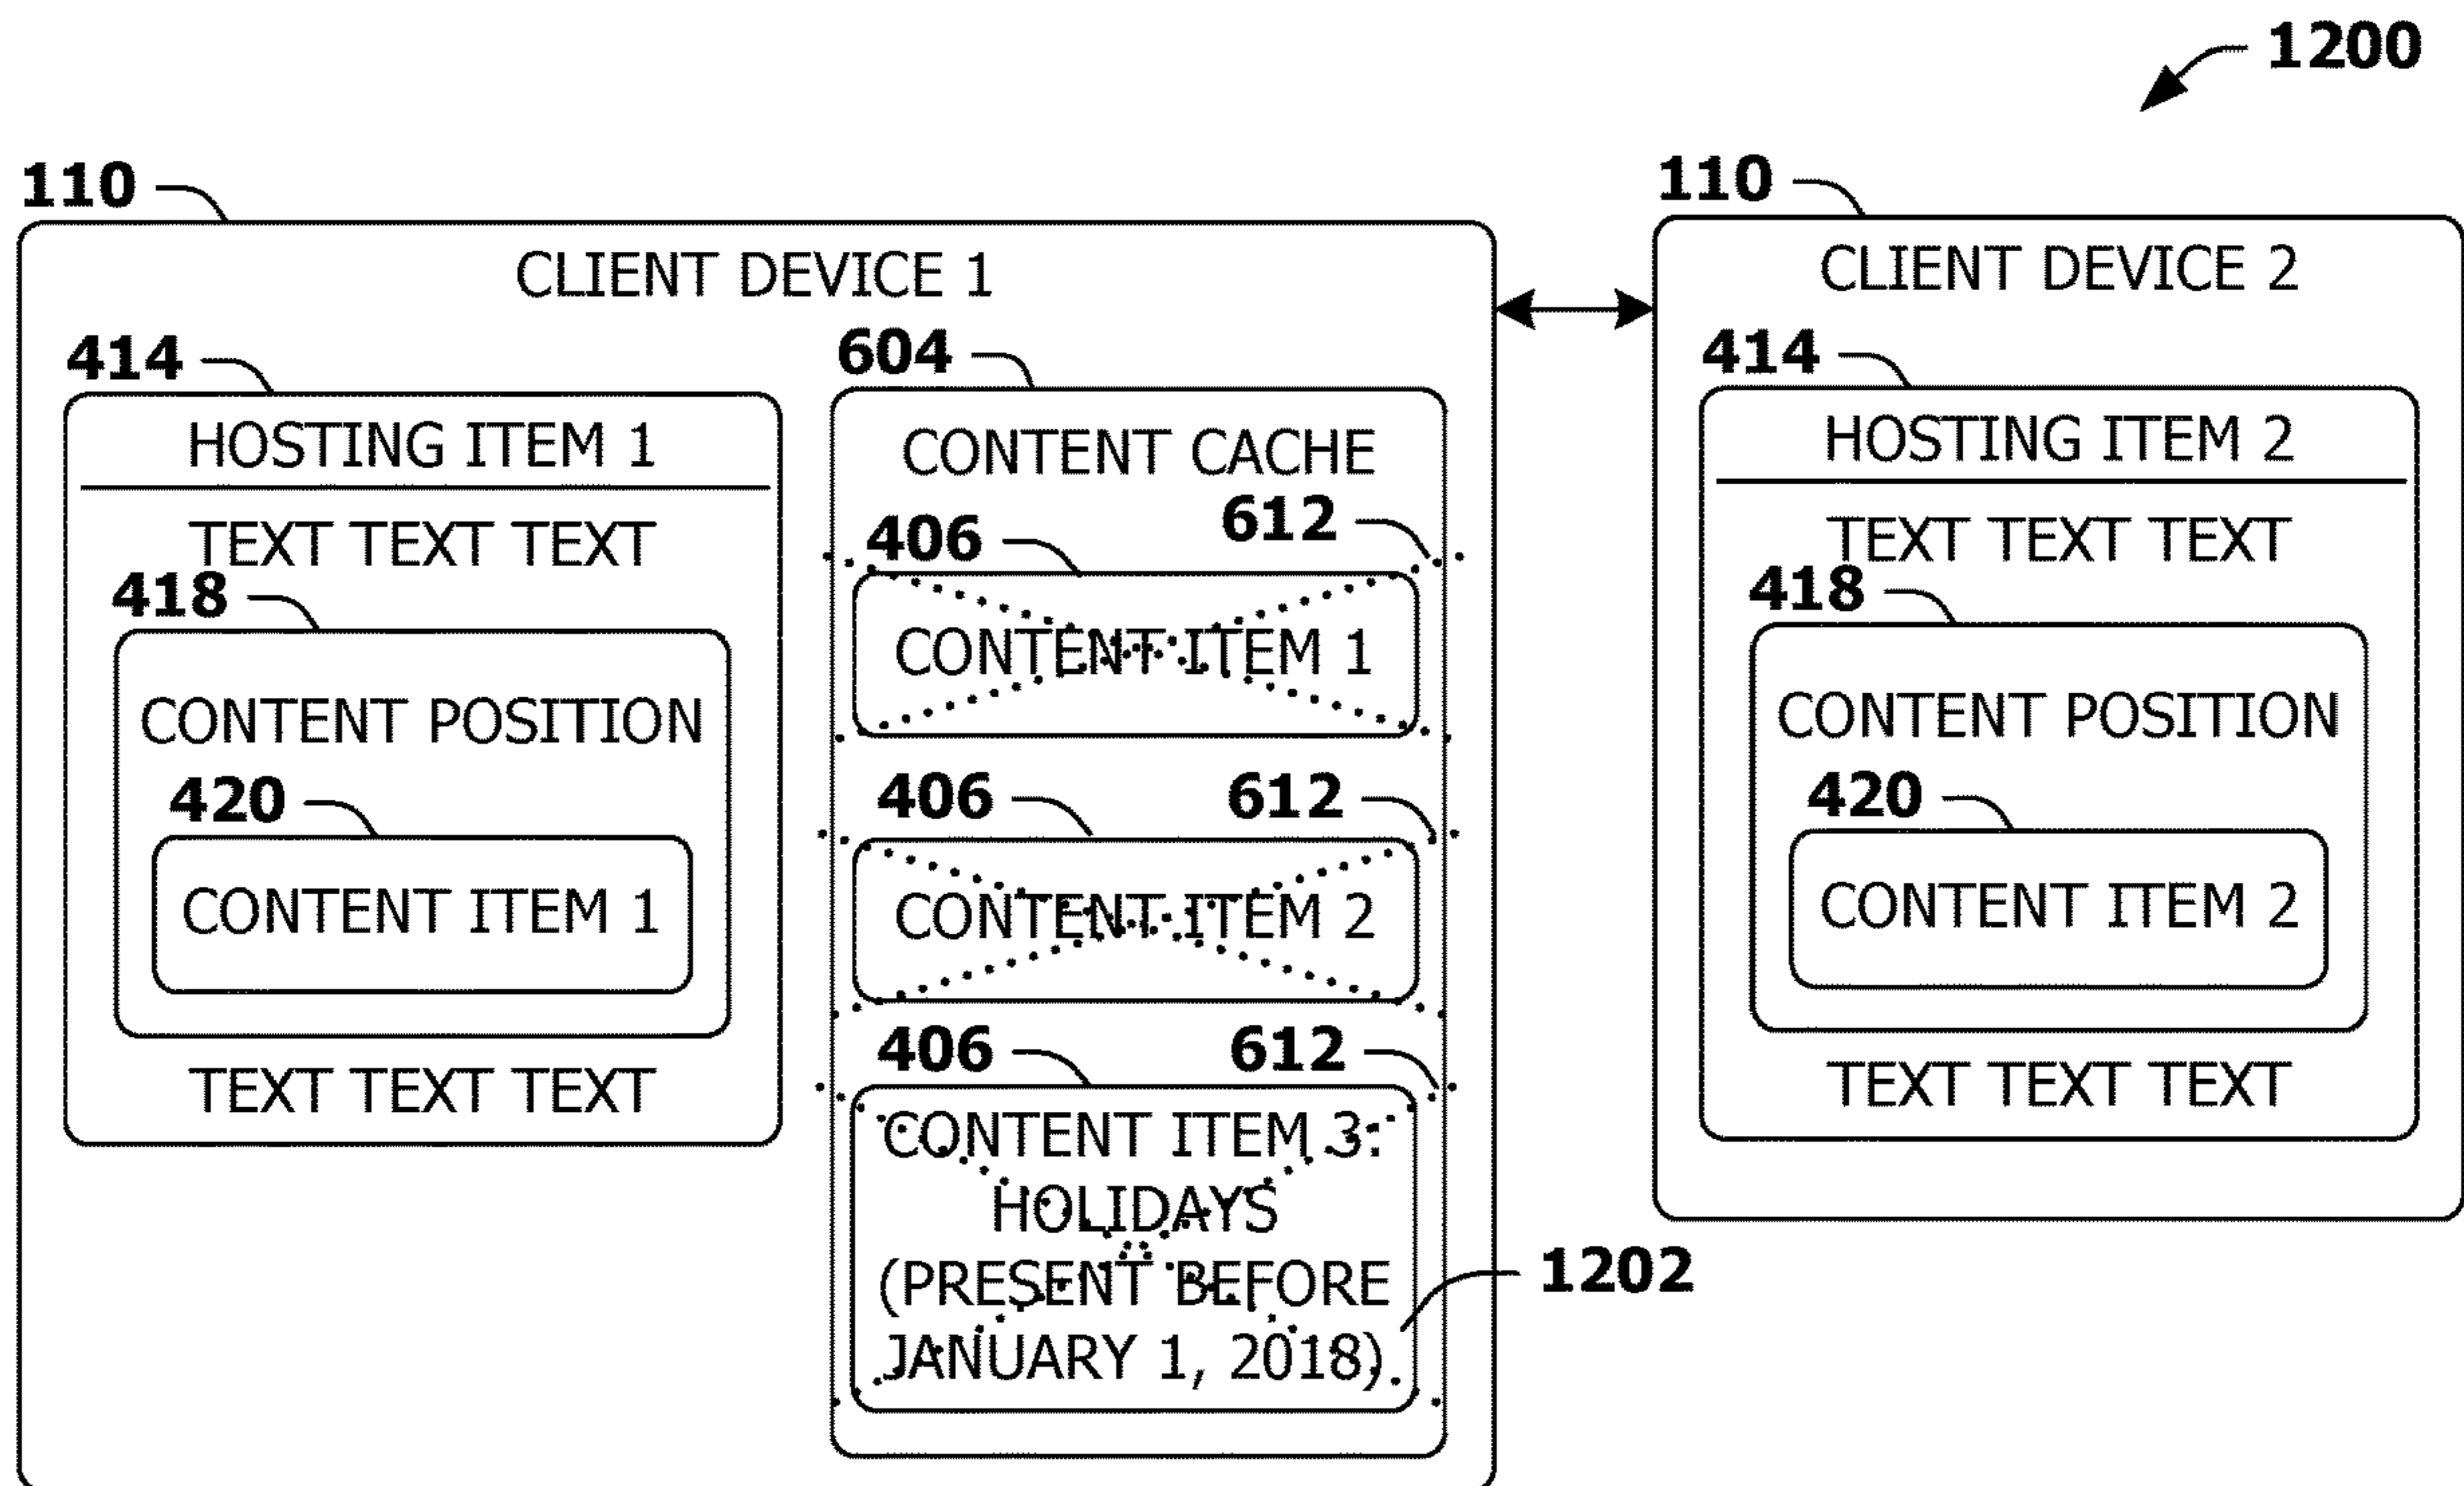 1200
110
CLIENT DEVICE 1
414
HOSTING ITEM 1
TEXT TEXT TEXT
418
CONTENT POSITION
420
CONTENT ITEM 1
TEXT TEXT TEXT
604
CONTENT CACHE
406
612
CONTENT ITEM 1
406
612
CONTENT ITEM 2
406
612
CONTENT ITEM 3:
HOLIDAYS
(PRESENT BEFORE
JANUARY 1, 2018)
1202
110
CLIENT DEVICE 2
414
HOSTING ITEM 2
TEXT TEXT TEXT
418
CONTENT POSITION
420
CONTENT ITEM 2
TEXT TEXT TEXT